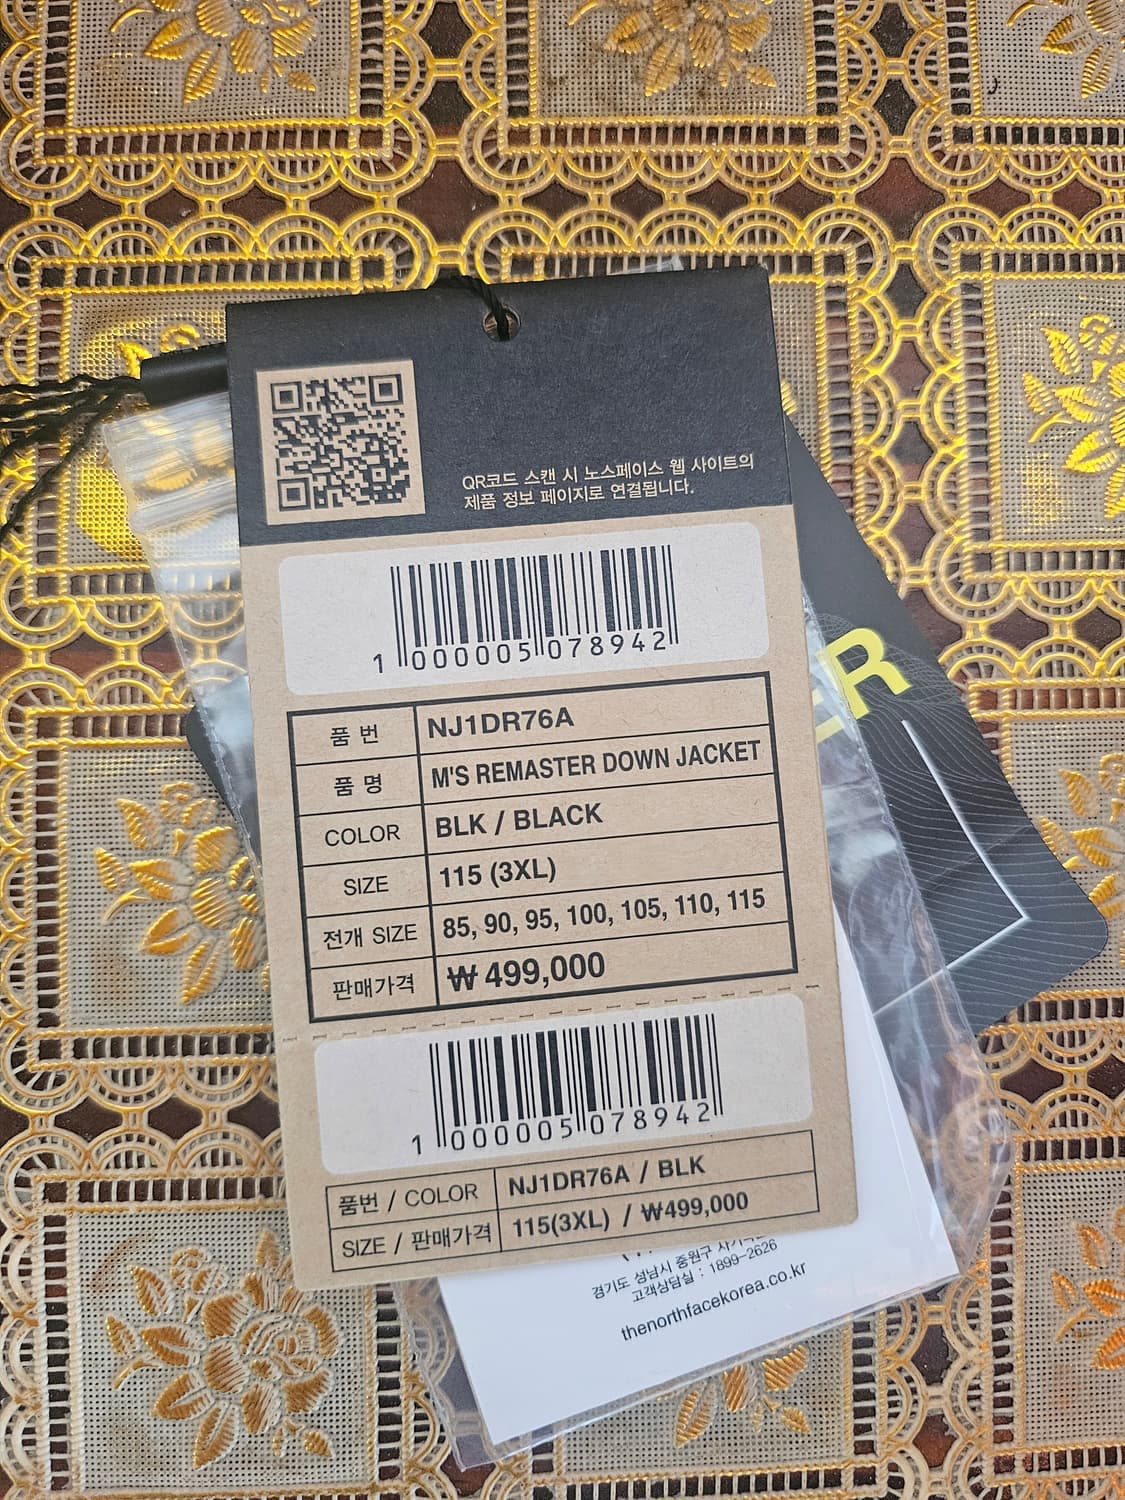 QR코드 스캔 시 노스페이스 웹 사이트의
제품 정보 페이지로 연결됩니다.
1 000005 078942
품 번 NJ1DR76A
품 명 M'S REMASTER DOWN JACKET
COLOR BLK / BLACK
SIZE 115 (3XL)
전개 SIZE 85, 90, 95, 100, 105, 110, 115
판매가격 ₩ 499,000
1 000005 078942
품번 / COLOR NJ1DR76A / BLK
SIZE / 판매가격 115(3XL) / ₩499,000
경기도 성남시 중원구
고객상담실 : 1899-2626
thenorthfacekorea.co.kr
ER